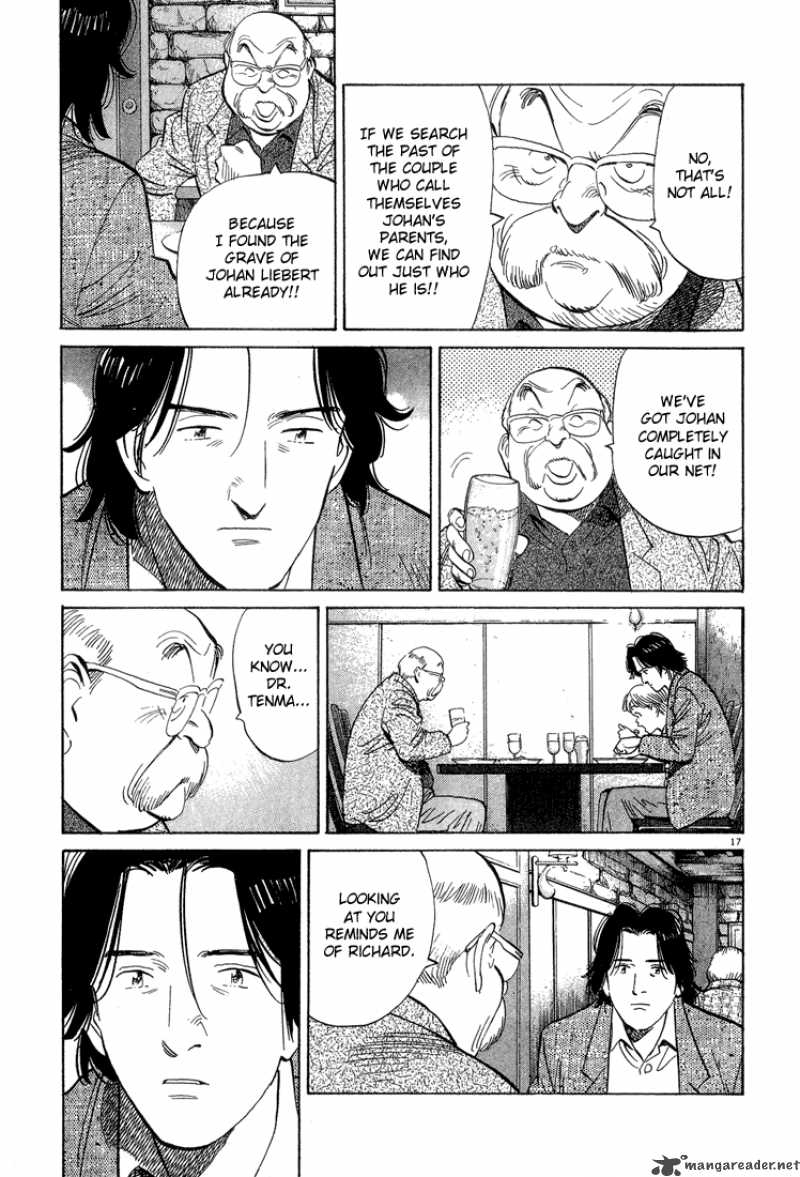 NO,
THAT'S
NOT ALL!
IF WE SEARCH
THE PAST OF
THE COUPLE
WHO CALL
THEMSELVES
JOHAN'S
PARENTS,
WE CAN FIND
OUT JUST WHO
HE IS!!
BECAUSE
I FOUND THE
GRAVE OF
JOHAN LIEBERT
ALREADY!!
WE'VE
GOT JOHAN
COMPLETELY
CAUGHT IN
OUR NET!
YOU
KNOW...
DR.
TENMA...
17
LOOKING
AT YOU
REMINDS ME
OF RICHARD.
mangareader.net